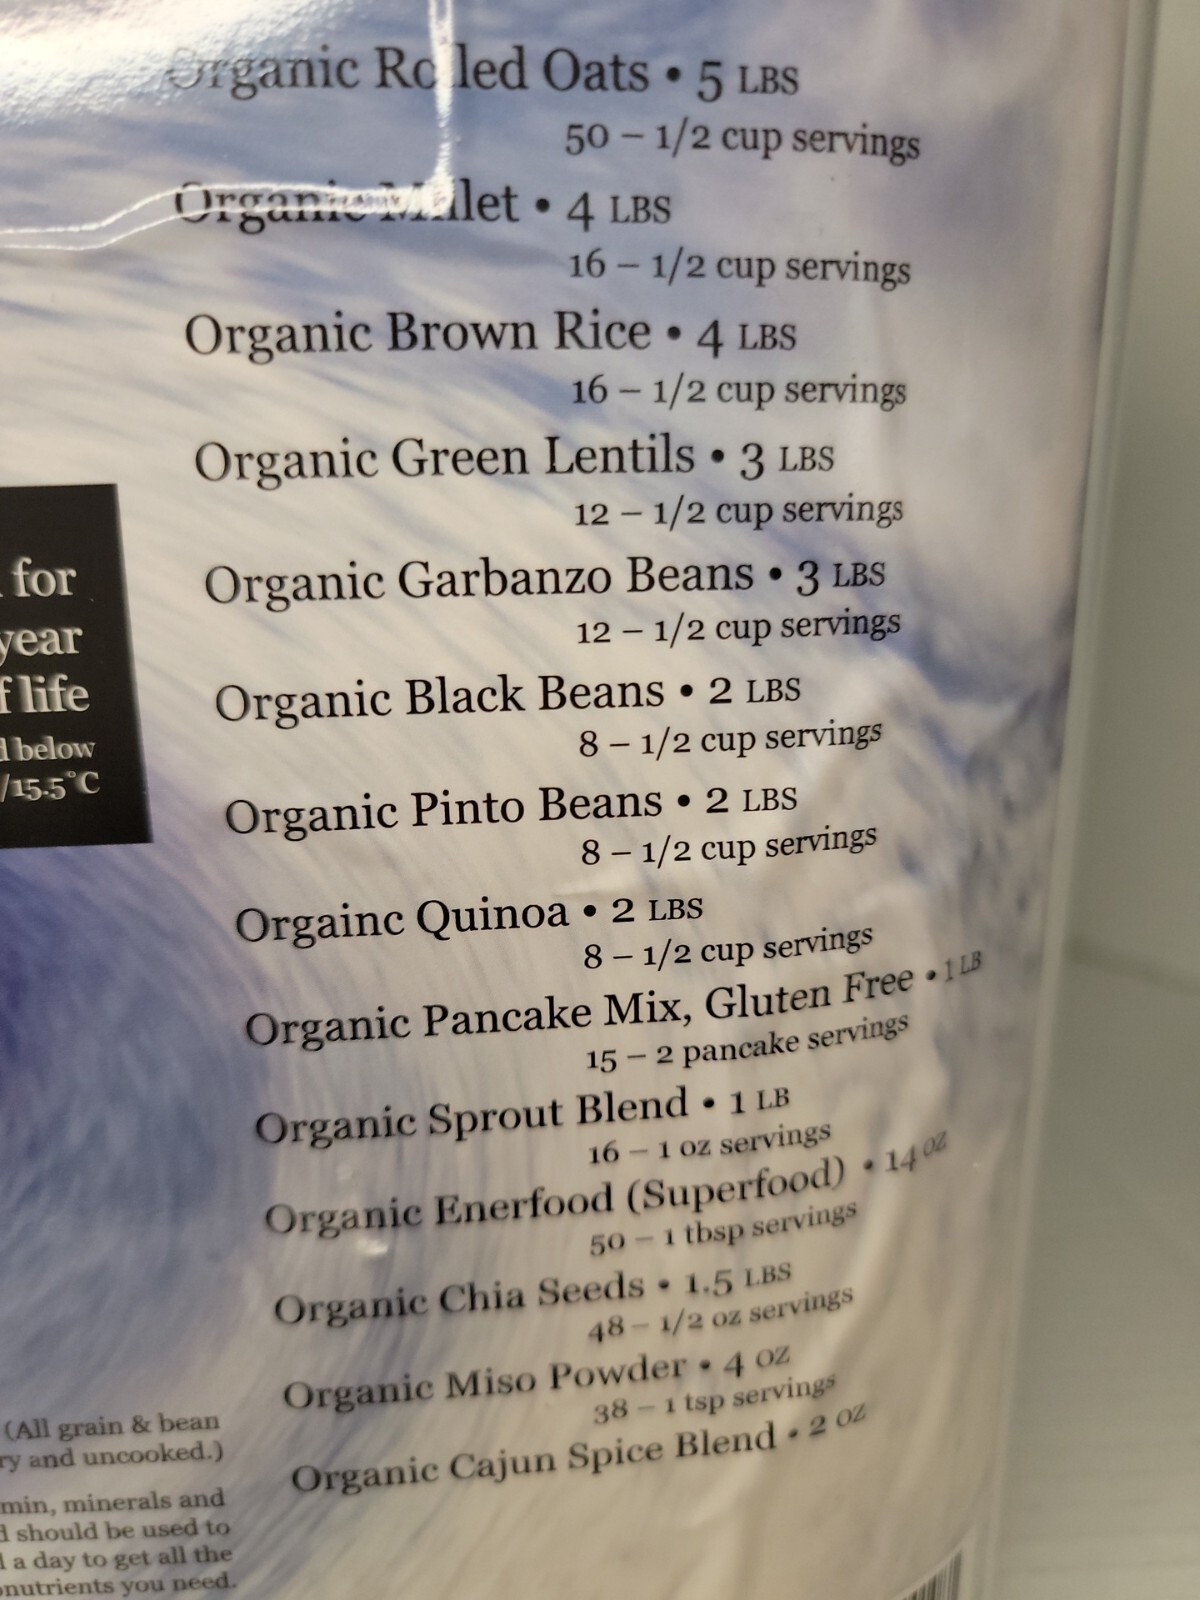 Organic Rolled Oats • 5 LBS
50 – 1/2 cup servings
Organic Millet • 4 LBS
16 – 1/2 cup servings
Organic Brown Rice • 4 LBS
16 – 1/2 cup servings
Organic Green Lentils • 3 LBS
12 – 1/2 cup servings
Organic Garbanzo Beans • 3 LBS
12 – 1/2 cup servings
Organic Black Beans • 2 LBS
8 – 1/2 cup servings
Organic Pinto Beans • 2 LBS
8 – 1/2 cup servings
Orgainc Quinoa • 2 LBS
8 – 1/2 cup servings
Organic Pancake Mix, Gluten Free • 1 LB
15 – 2 pancake servings
Organic Sprout Blend • 1 LB
16 – 1 oz servings
Organic Enerfood (Superfood) • 14 oz
50 – 1 tbsp servings
Organic Chia Seeds • 1.5 LBS
48 – 1/2 oz servings
Organic Miso Powder • 4 oz
38 – 1 tsp servings
Organic Cajun Spice Blend • 2 oz
for
year
life
below
/15.5°C
(All grain & bean
and uncooked.)
minerals and
should be used to
a day to get all the
you need.